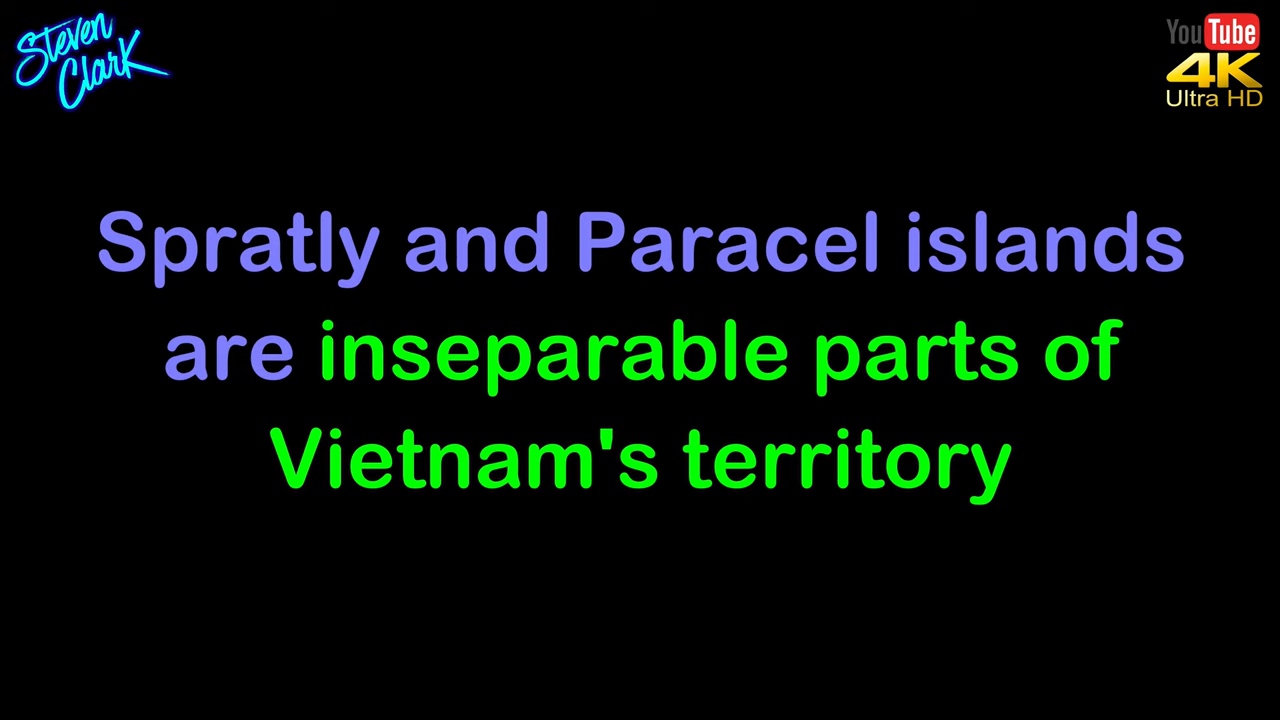 Steven
Clark
YouTube
4K
Ultra HD
Spratly and Paracel islands
are inseparable parts of
Vietnam's territory